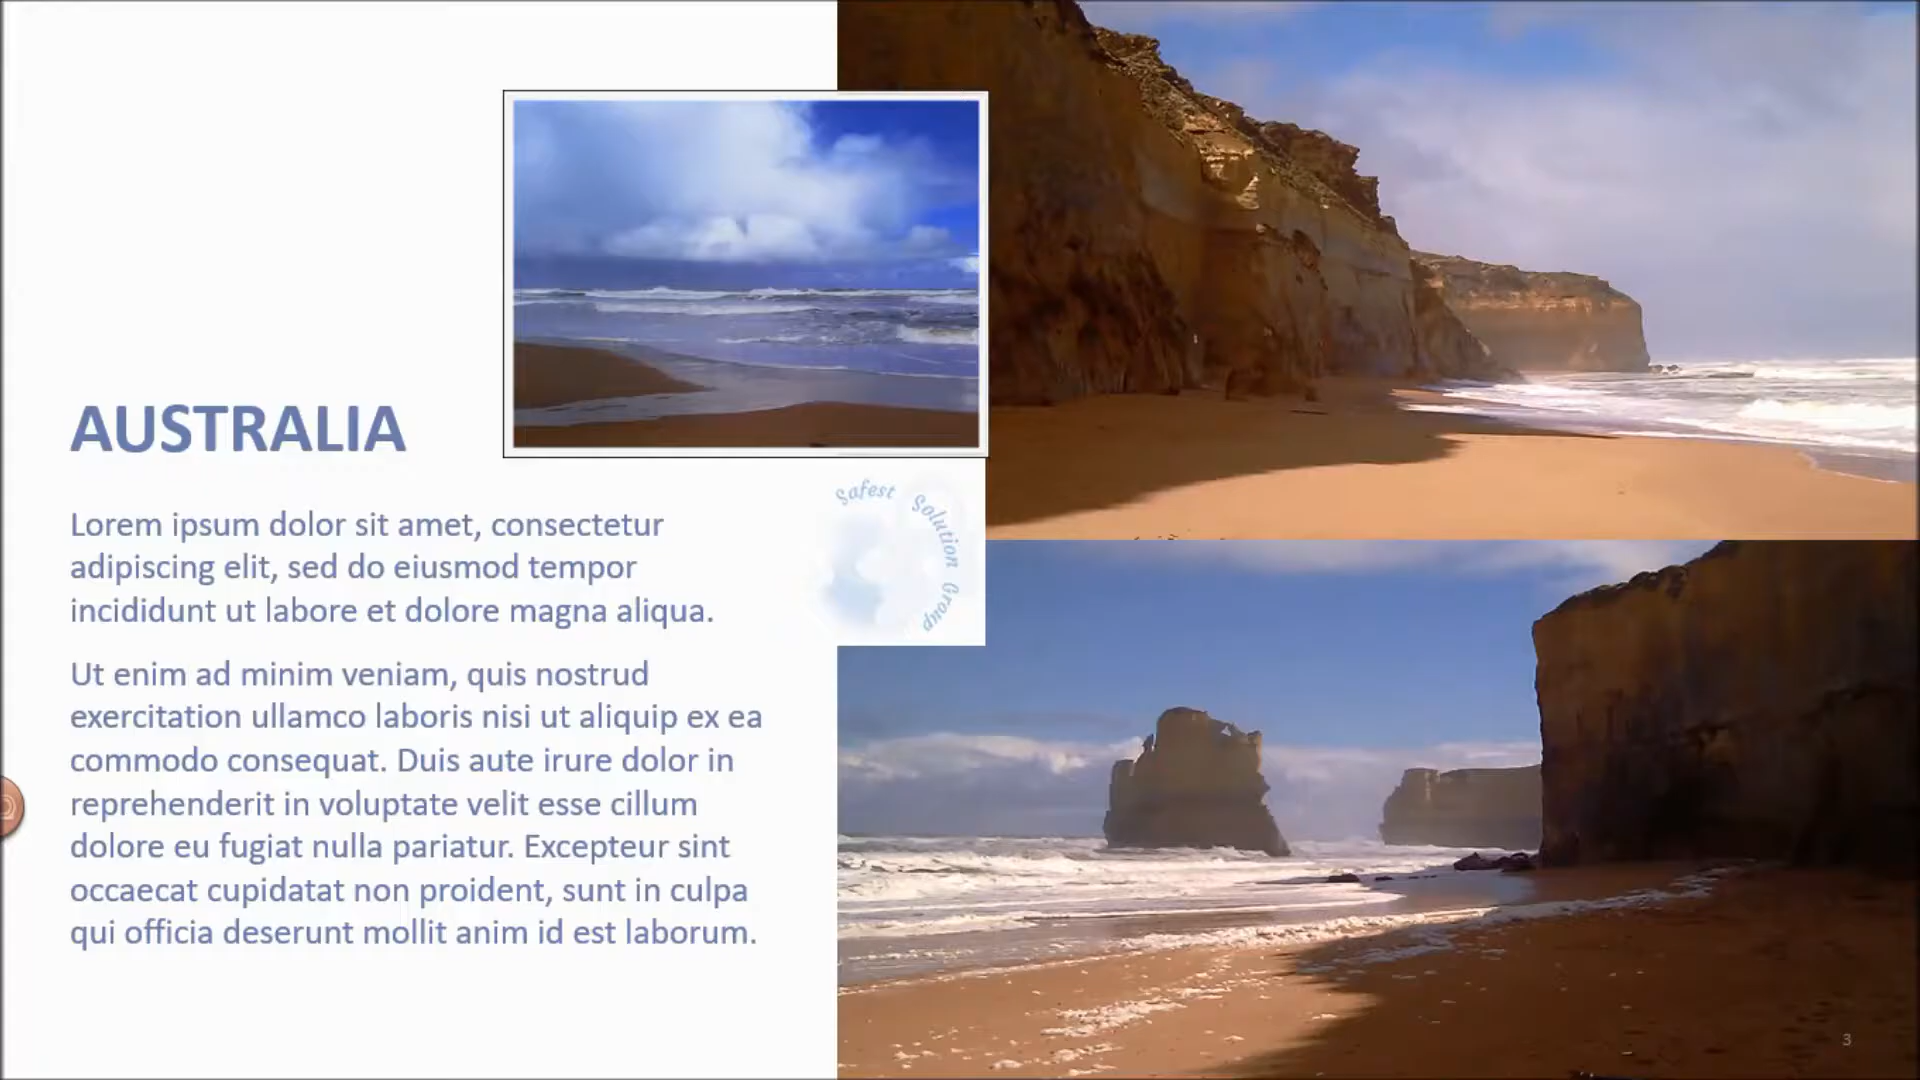 AUSTRALIA
Safest Solution Group
Lorem ipsum dolor sit amet, consectetur
adipiscing elit, sed do eiusmod tempor
incididunt ut labore et dolore magna aliqua.
Ut enim ad minim veniam, quis nostrud
exercitation ullamco laboris nisi ut aliquip ex ea
commodo consequat. Duis aute irure dolor in
reprehenderit in voluptate velit esse cillum
dolore eu fugiat nulla pariatur. Excepteur sint
occaecat cupidatat non proident, sunt in culpa
qui officia deserunt mollit anim id est laborum.
3